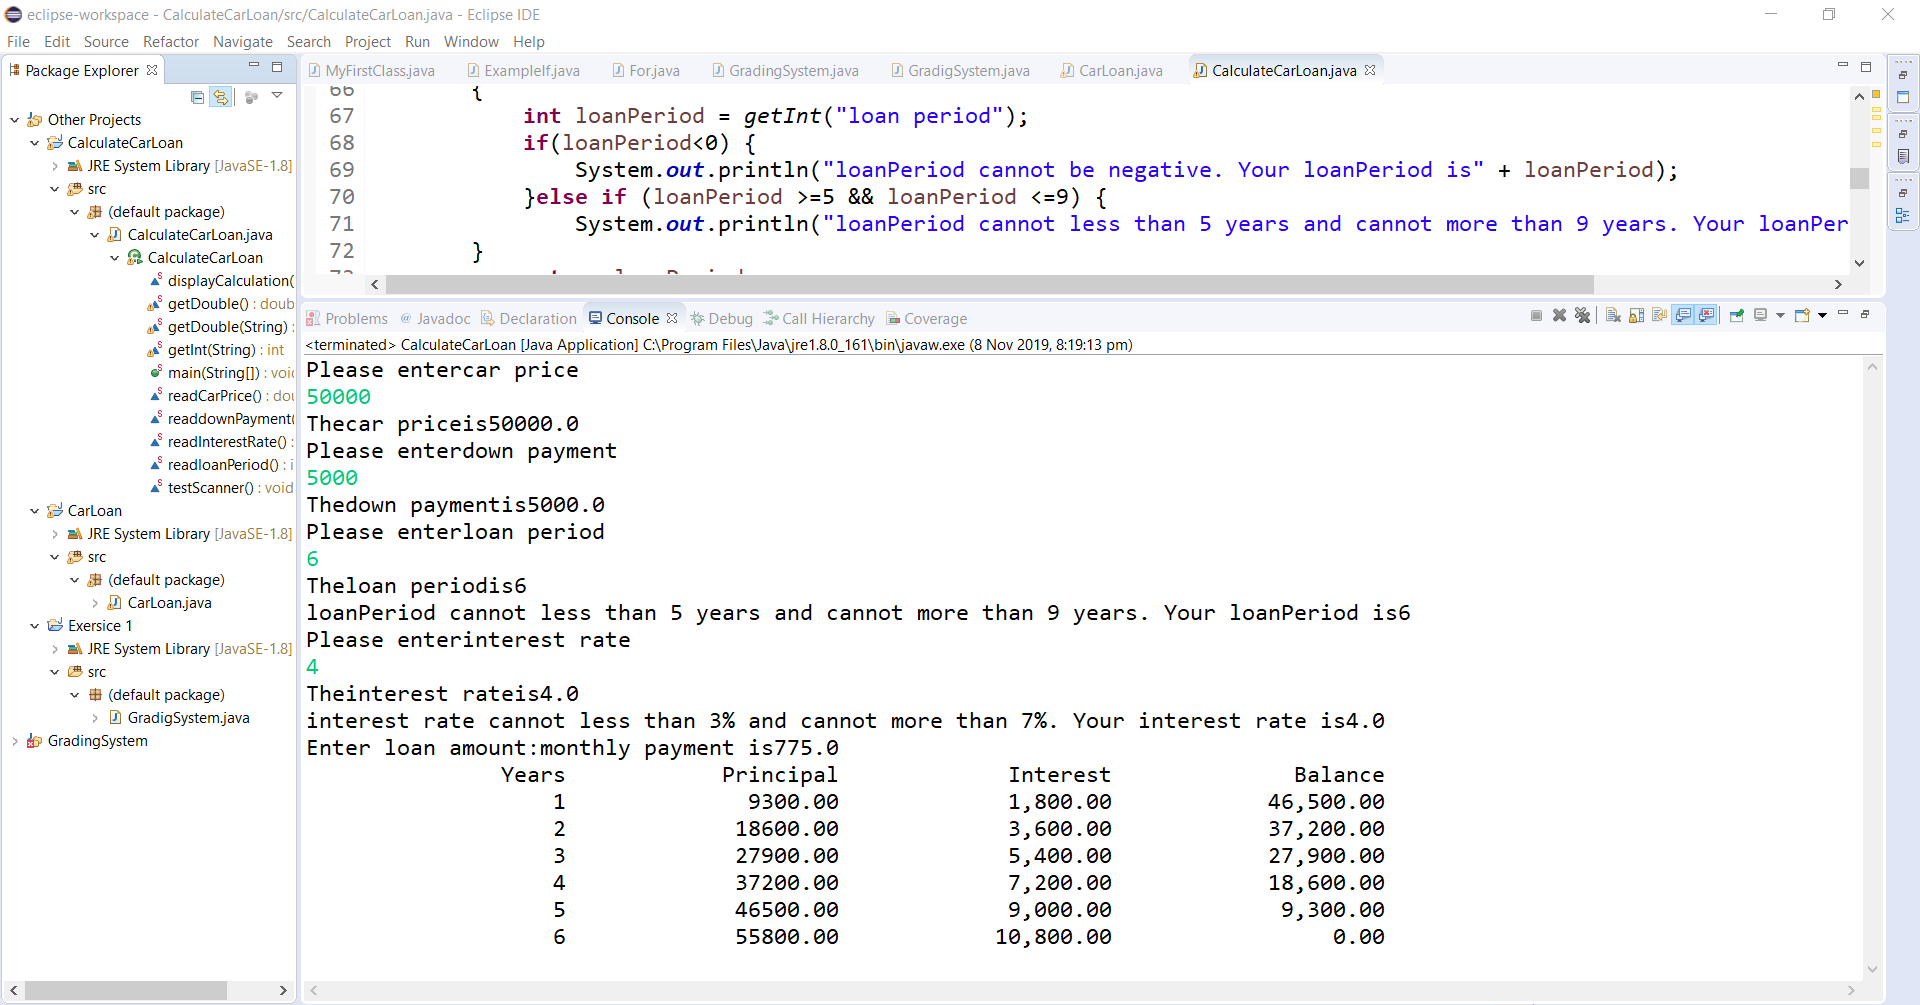 eclipse-workspace - CalculateCarLoan/src/CalculateCarLoan.java - Eclipse IDE
File Edit Source Refactor Navigate Search Project Run Window Help
Package Explorer
Other Projects
CalculateCarLoan
JRE System Library [JavaSE-1.8]
src
(default package)
CalculateCarLoan.java
CalculateCarLoan
displayCalculation(
getDouble() : doub
getDouble(String) :
getInt(String) : int
main(String[]) : voic
readCarPrice() : dou
readdownPayment(
readInterestRate() :
readloanPeriod() : i
testScanner() : void
CarLoan
JRE System Library [JavaSE-1.8]
src
(default package)
CarLoan.java
Exersice 1
JRE System Library [JavaSE-1.8]
src
(default package)
GradigSystem.java
GradingSystem
MyFirstClass.java ExampleIf.java For.java GradingSystem.java GradigSystem.java CarLoan.java CalculateCarLoan.java
66 {
67 int loanPeriod = getInt("loan period");
68 if(loanPeriod<0) {
69 System.out.println("loanPeriod cannot be negative. Your loanPeriod is" + loanPeriod);
70 }else if (loanPeriod >=5 && loanPeriod <=9) {
71 System.out.println("loanPeriod cannot less than 5 years and cannot more than 9 years. Your loanPer
72 }
Problems @ Javadoc Declaration Console Debug Call Hierarchy Coverage
<terminated> CalculateCarLoan [Java Application] C:\Program Files\Java\jre1.8.0_161\bin\javaw.exe (8 Nov 2019, 8:19:13 pm)
Please entercar price
50000
Thecar priceis50000.0
Please enterdown payment
5000
Thedown paymentis5000.0
Please enterloan period
6
Theloan periodis6
loanPeriod cannot less than 5 years and cannot more than 9 years. Your loanPeriod is6
Please enterinterest rate
4
Theinterest rateis4.0
interest rate cannot less than 3% and cannot more than 7%. Your interest rate is4.0
Enter loan amount:monthly payment is775.0
Years Principal Interest Balance
1 9300.00 1,800.00 46,500.00
2 18600.00 3,600.00 37,200.00
3 27900.00 5,400.00 27,900.00
4 37200.00 7,200.00 18,600.00
5 46500.00 9,000.00 9,300.00
6 55800.00 10,800.00 0.00